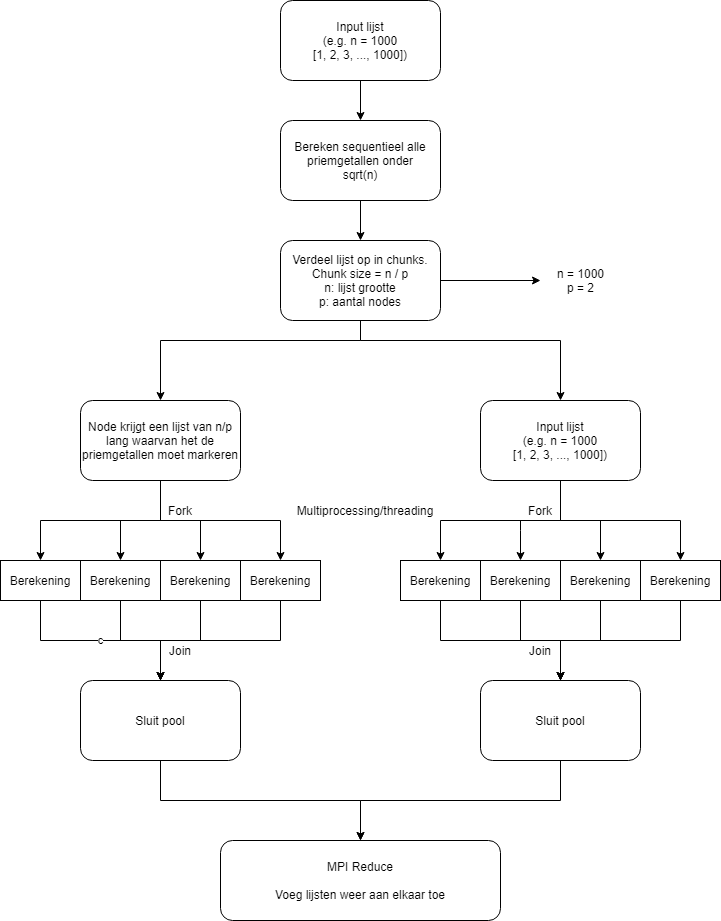 Input lijst
(e.g. n = 1000
[1, 2, 3, ..., 1000])
Bereken sequentieel alle
priemgetallen onder
sqrt(n)
Verdeel lijst op in chunks.
Chunk size = n / p
n: lijst grootte
p: aantal nodes
n = 1000
p = 2
Node krijgt een lijst van n/p
lang waarvan het de
priemgetallen moet markeren
Input lijst
(e.g. n = 1000
[1, 2, 3, ..., 1000])
Fork
Multiprocessing/threading
Fork
Berekening
Berekening
Berekening
Berekening
Berekening
Berekening
Berekening
Berekening
c
Join
Join
Sluit pool
Sluit pool
MPI Reduce
Voeg lijsten weer aan elkaar toe